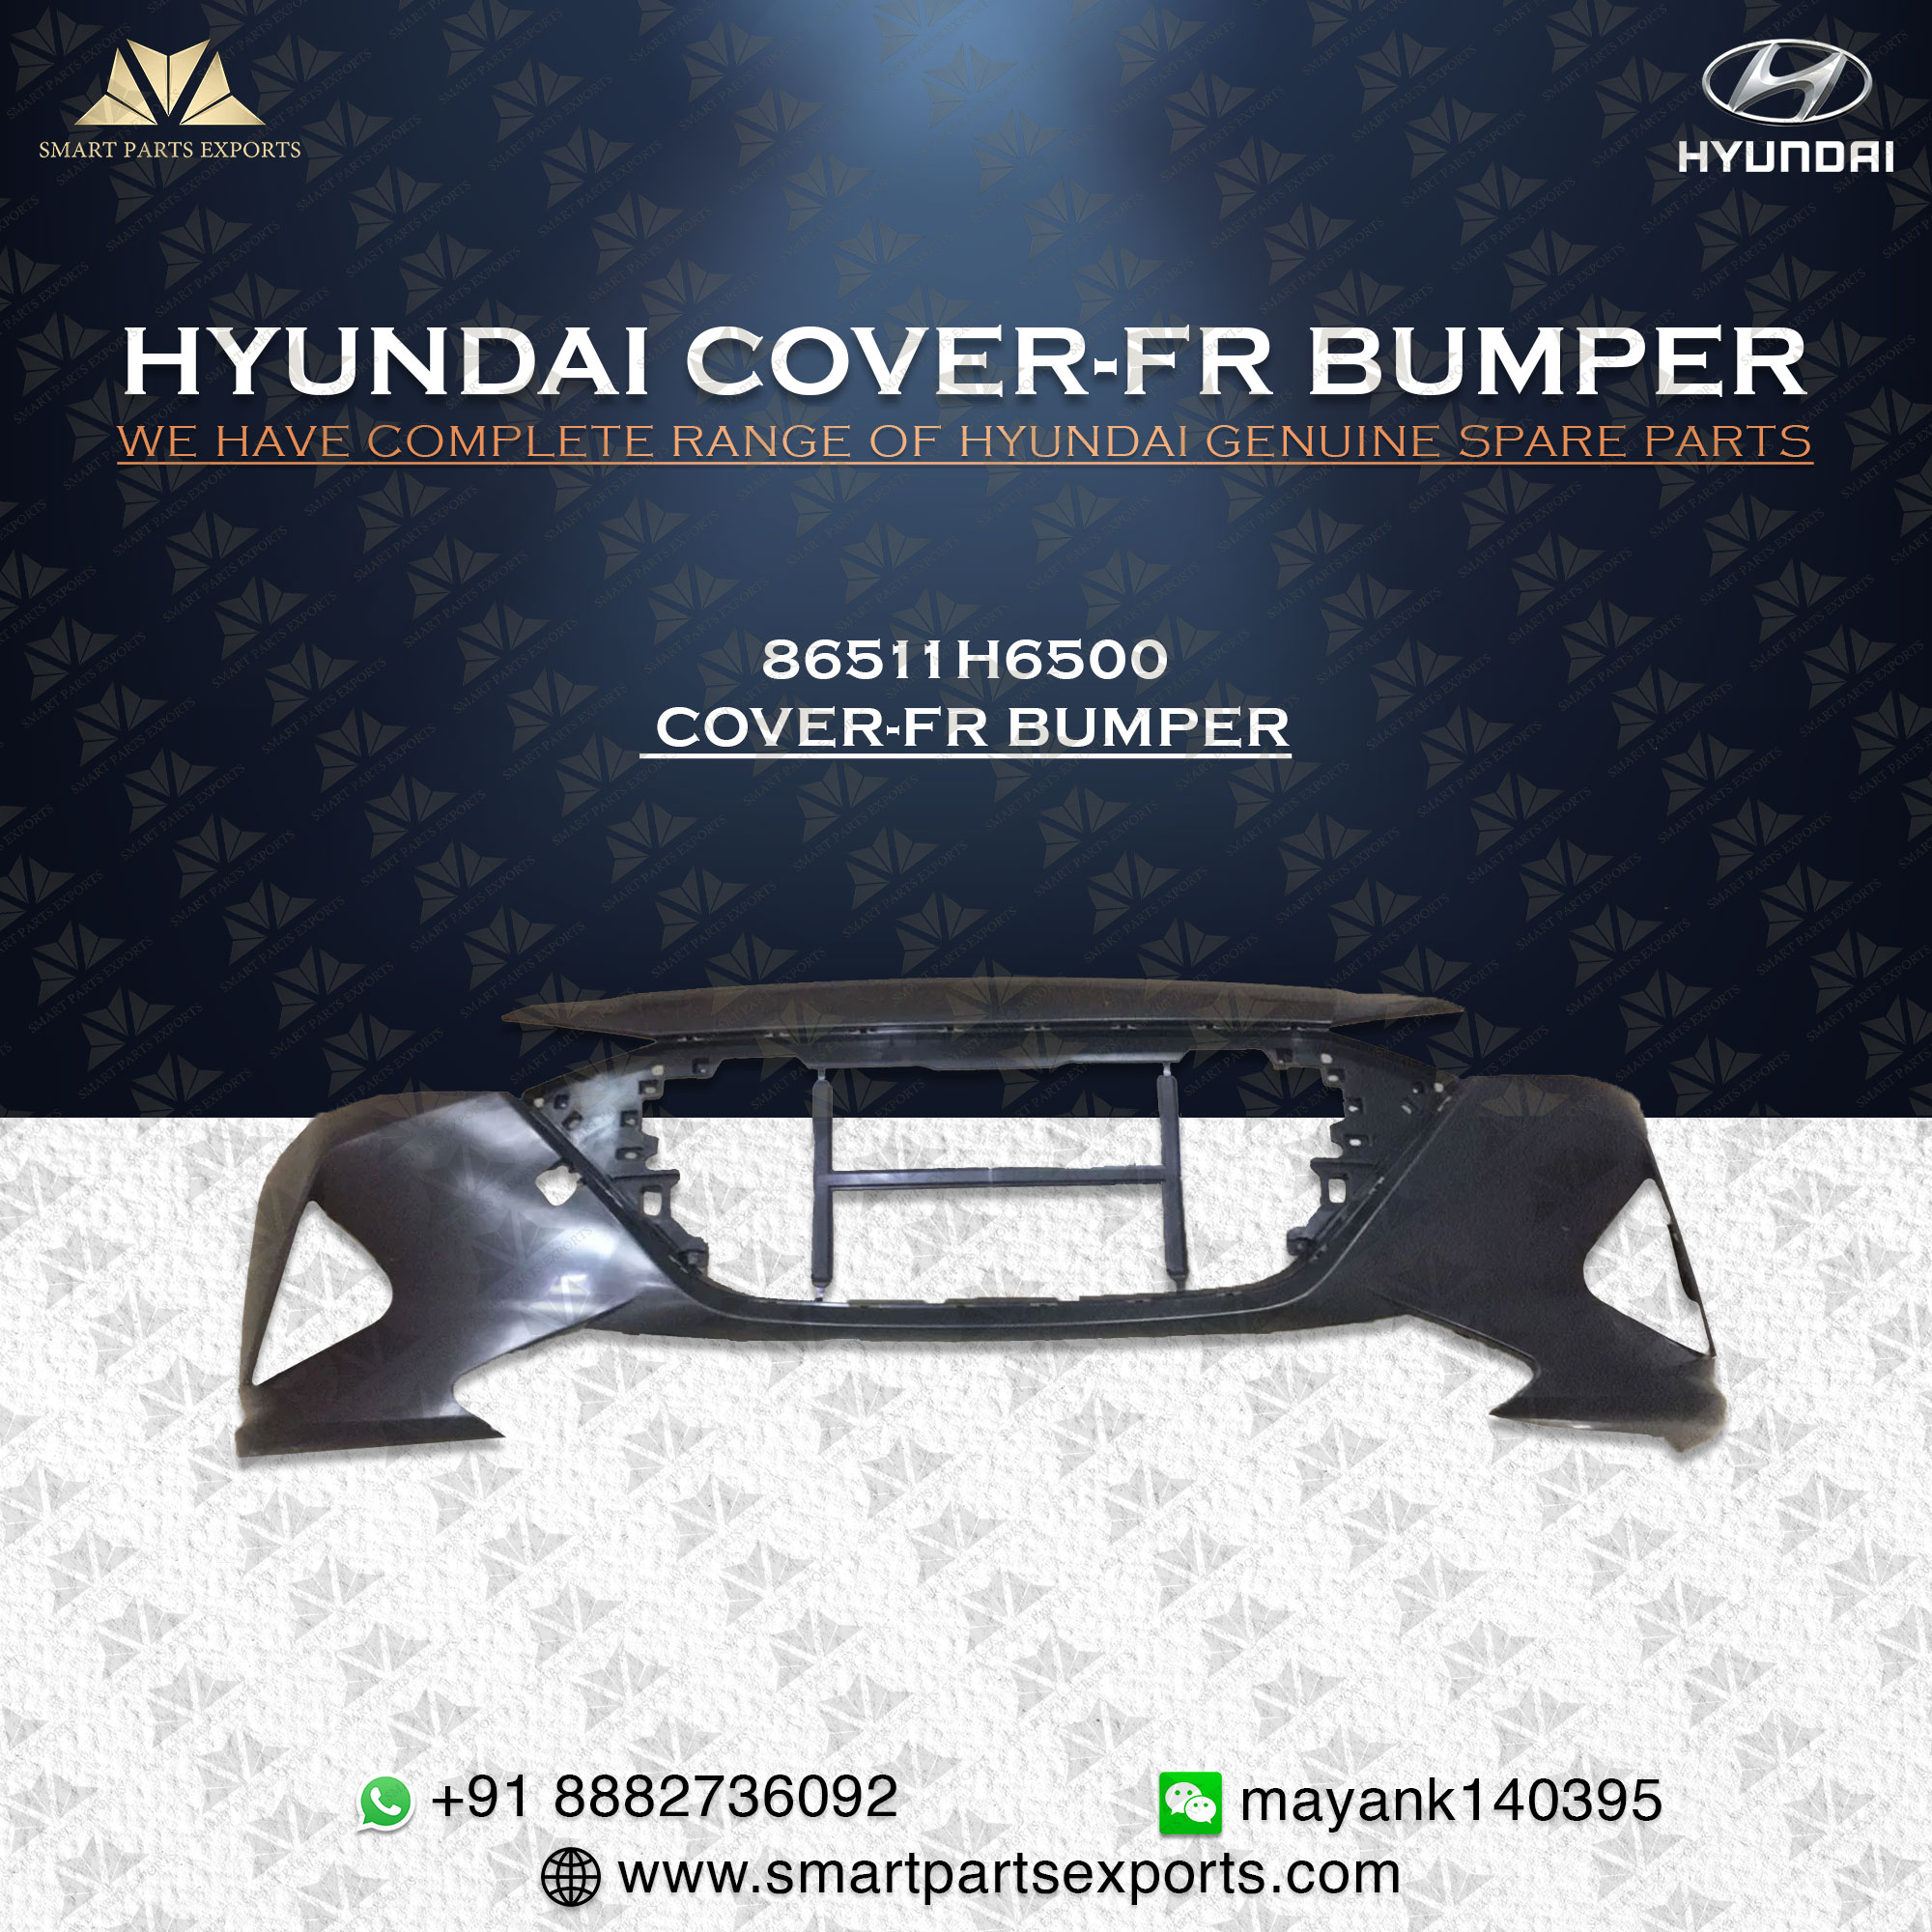 SMART PARTS EXPORTS
HYUNDAI
HYUNDAI COVER-FR BUMPER
WE HAVE COMPLETE RANGE OF HYUNDAI GENUINE SPARE PARTS
86511H6500
COVER-FR BUMPER
+91 8882736092
mayank140395
www.smartpartsexports.com